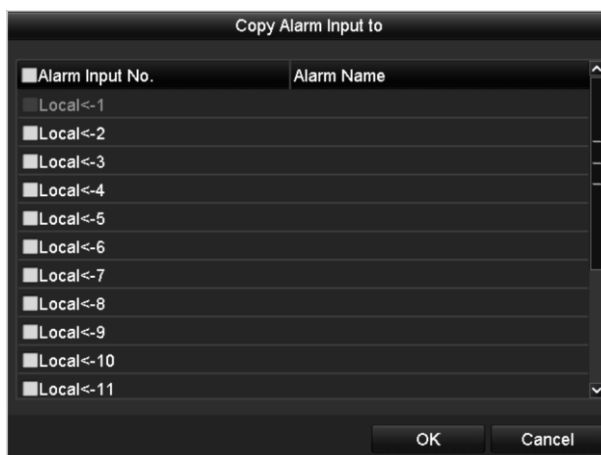 Copy Alarm Input to
Alarm Input No. Alarm Name
Local<-1
Local<-2
Local<-3
Local<-4
Local<-5
Local<-6
Local<-7
Local<-8
Local<-9
Local<-10
Local<-11
OK Cancel